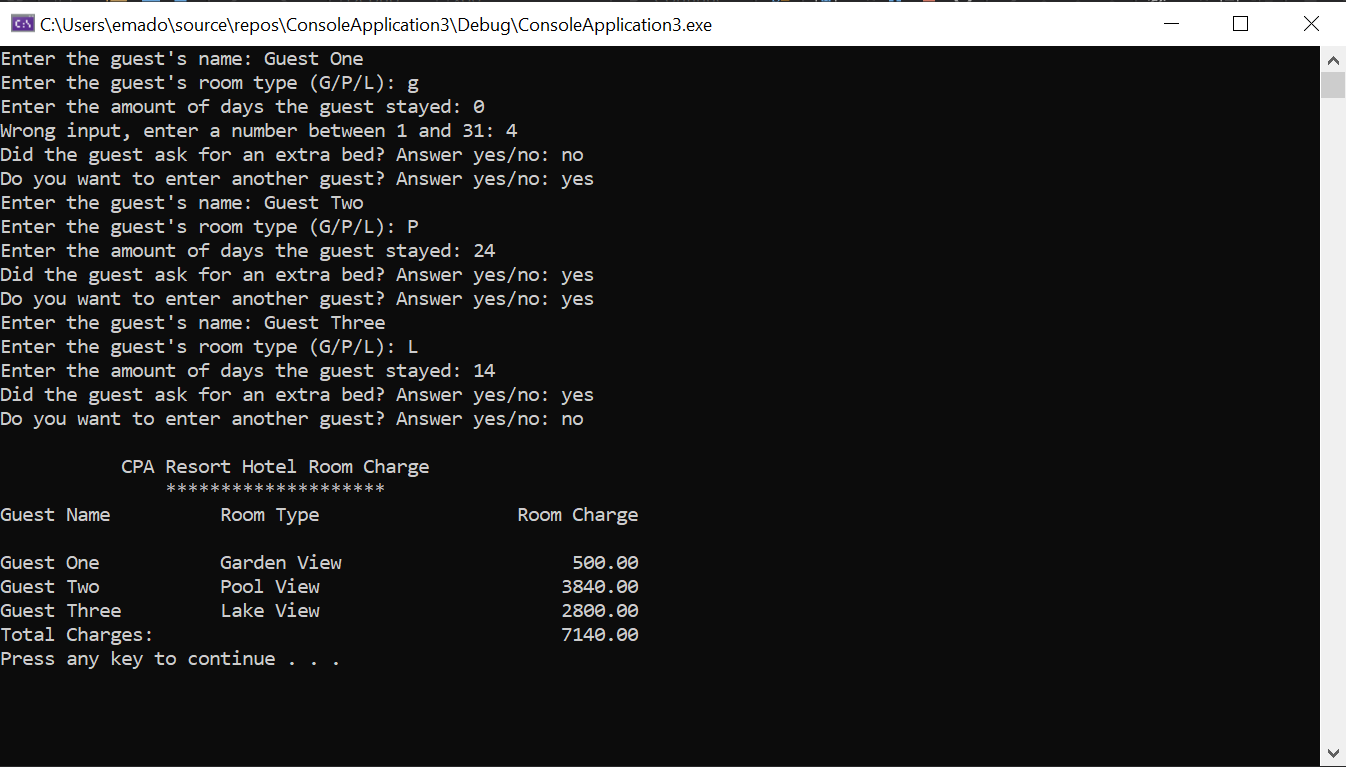 C:\Users\emado\source\repos\ConsoleApplication3\Debug\ConsoleApplication3.exe
Enter the guest's name: Guest One
Enter the guest's room type (G/P/L): g
Enter the amount of days the guest stayed: 0
Wrong input, enter a number between 1 and 31: 4
Did the guest ask for an extra bed? Answer yes/no: no
Do you want to enter another guest? Answer yes/no: yes
Enter the guest's name: Guest Two
Enter the guest's room type (G/P/L): P
Enter the amount of days the guest stayed: 24
Did the guest ask for an extra bed? Answer yes/no: yes
Do you want to enter another guest? Answer yes/no: yes
Enter the guest's name: Guest Three
Enter the guest's room type (G/P/L): L
Enter the amount of days the guest stayed: 14
Did the guest ask for an extra bed? Answer yes/no: yes
Do you want to enter another guest? Answer yes/no: no
CPA Resort Hotel Room Charge
********************
Guest Name Room Type Room Charge
Guest One Garden View 500.00
Guest Two Pool View 3840.00
Guest Three Lake View 2800.00
Total Charges: 7140.00
Press any key to continue . . .